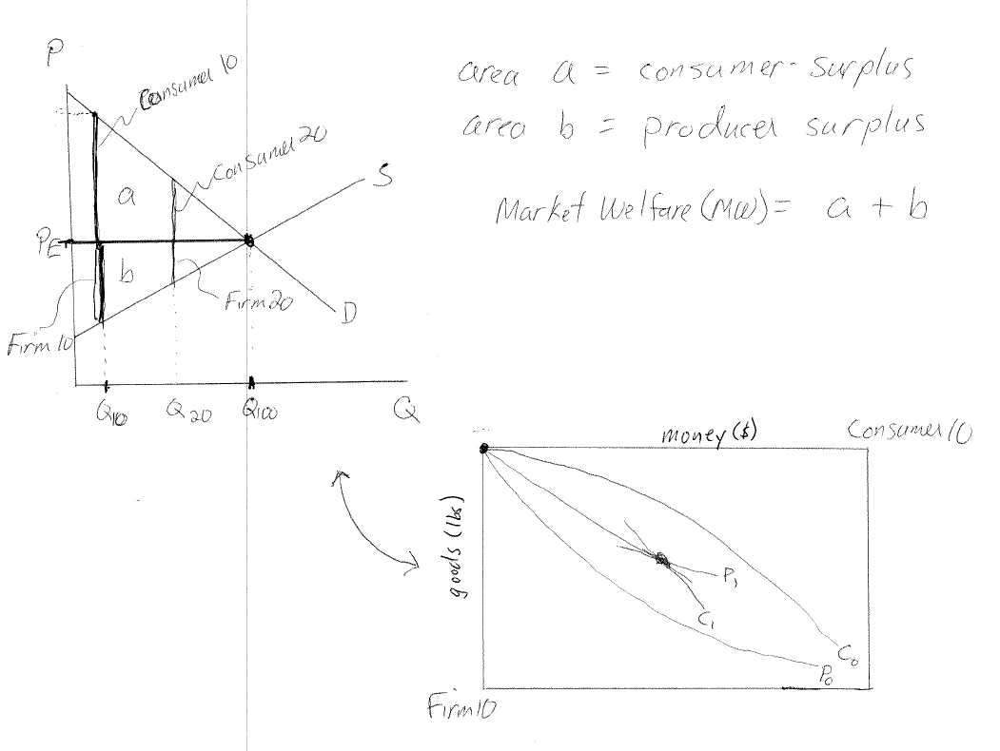 P
Consumer 10
Consumer 20
S
a
PE
b
Firm 20
D
Firm 10
Q10
Q20
Q100
Q
area a = consumer surplus
area b = producer surplus
Market Welfare (MW) = a + b
money ($)
Consumer 10
goods (lbs)
P1
C1
C0
P0
Firm 10